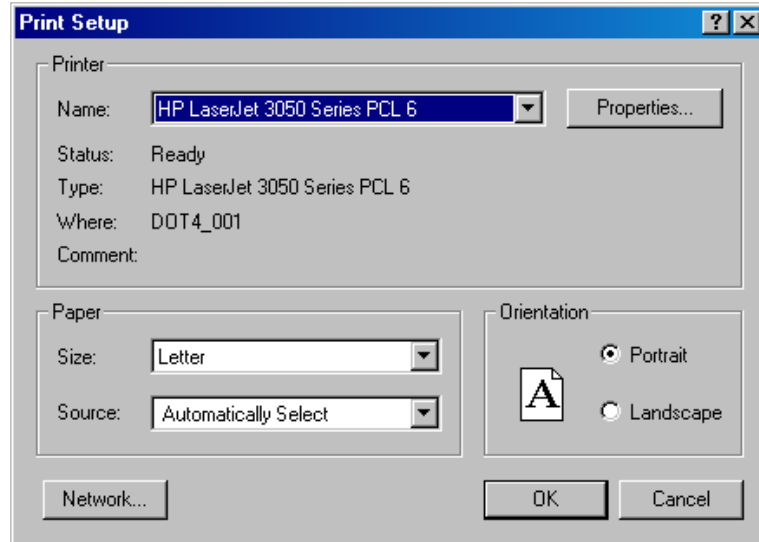 Print Setup
Printer
Name: HP LaserJet 3050 Series PCL 6 Properties...
Status: Ready
Type: HP LaserJet 3050 Series PCL 6
Where: DOT4_001
Comment:
Paper
Size: Letter
Source: Automatically Select
Orientation
A
Portrait
Landscape
Network... OK Cancel